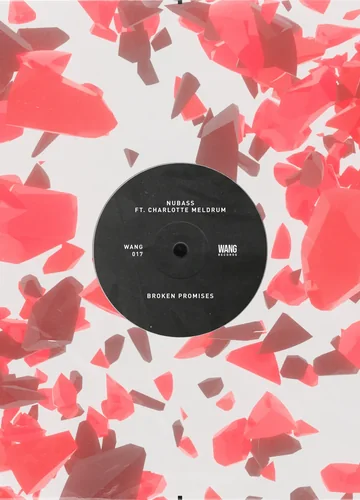 NUBASS
FT. CHARLOTTE MELDRUM
WANG
017
WANG
RECORDS
BROKEN PROMISES